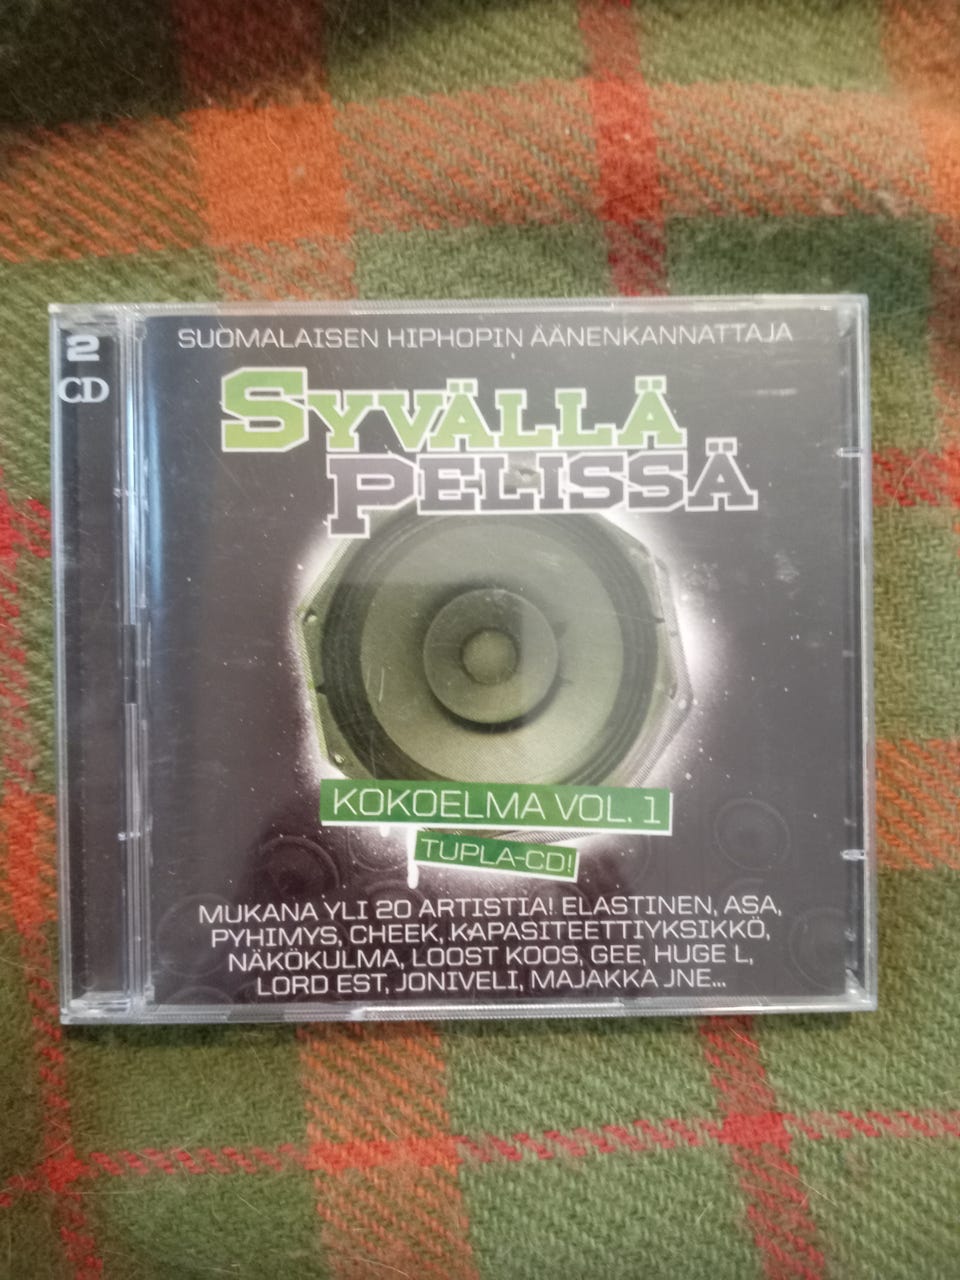 2
CD
SUOMALAISEN HIPHOPIN ÄÄNENKANNATTAJA
SYVÄLLÄ
PELISSÄ
KOKOELMA VOL. 1
TUPLA-CD!
MUKANA YLI 20 ARTISTIA! ELASTINEN, ASA,
PYHIMYS, CHEEK, KAPASITEETTIYKSIKKÖ,
NÄKÖKULMA, LOOST KOOS, GEE, HUGE L,
LORD EST, JONIVELI, MAJAKKA JNE...